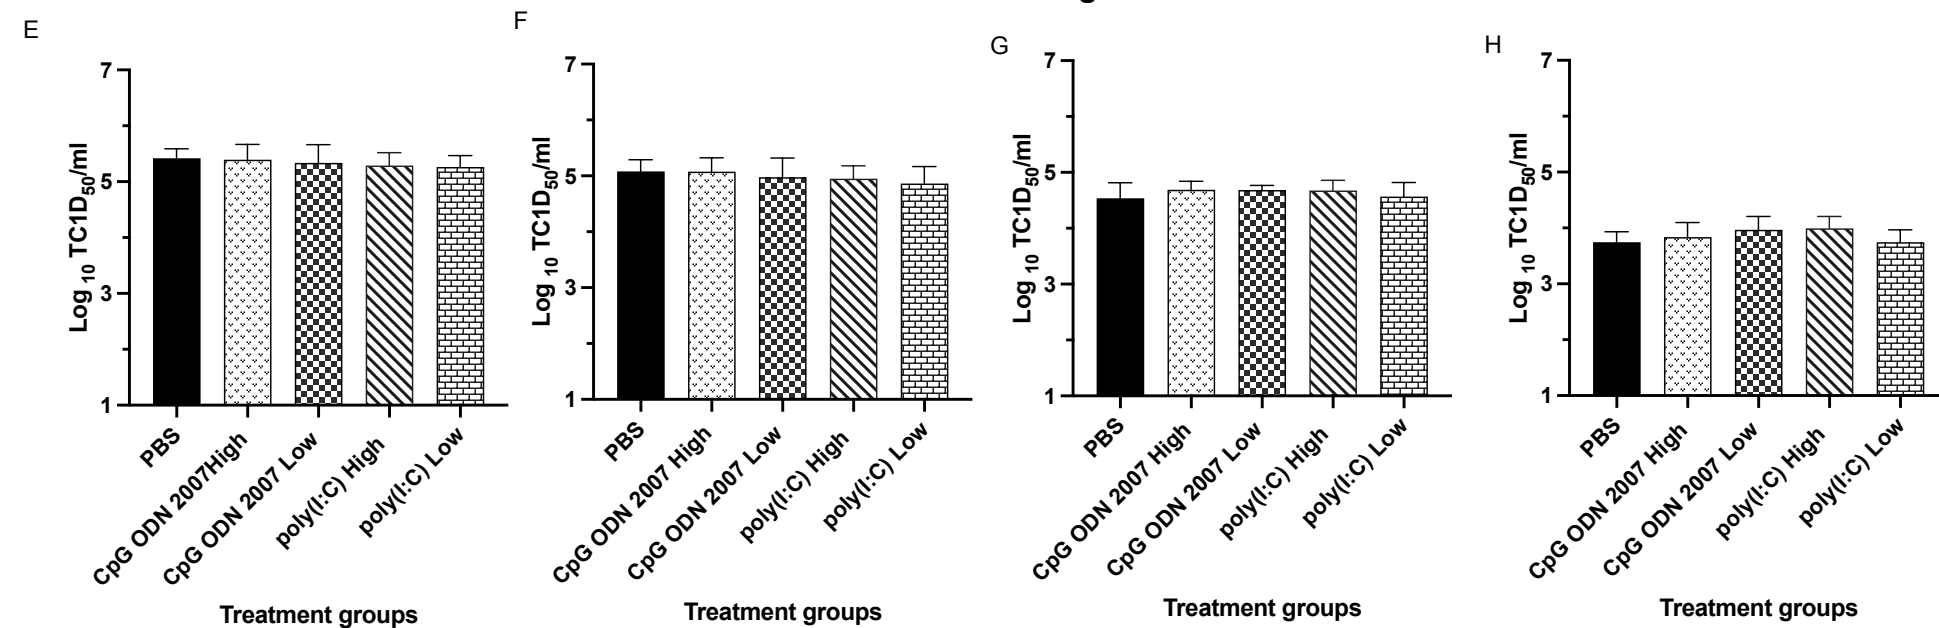 E
7
5
3
1
Log 10 TC1D50/ml
PBS
CpG ODN 2007High
CpG ODN 2007 Low
poly(I:C) High
poly(I:C) Low
Treatment groups
F
7
5
3
1
Log 10 TC1D50/ml
PBS
CpG ODN 2007 High
CpG ODN 2007 Low
poly(I:C) High
poly(I:C) Low
Treatment groups
G
7
5
3
1
Log 10 TC1D50/ml
PBS
CpG ODN 2007 High
CpG ODN 2007 Low
poly(I:C) High
poly(I:C) Low
Treatment groups
H
7
5
3
1
Log 10 TC1D50/ml
PBS
CpG ODN 2007 High
CpG ODN 2007 Low
poly(I:C) High
poly(I:C) Low
Treatment groups